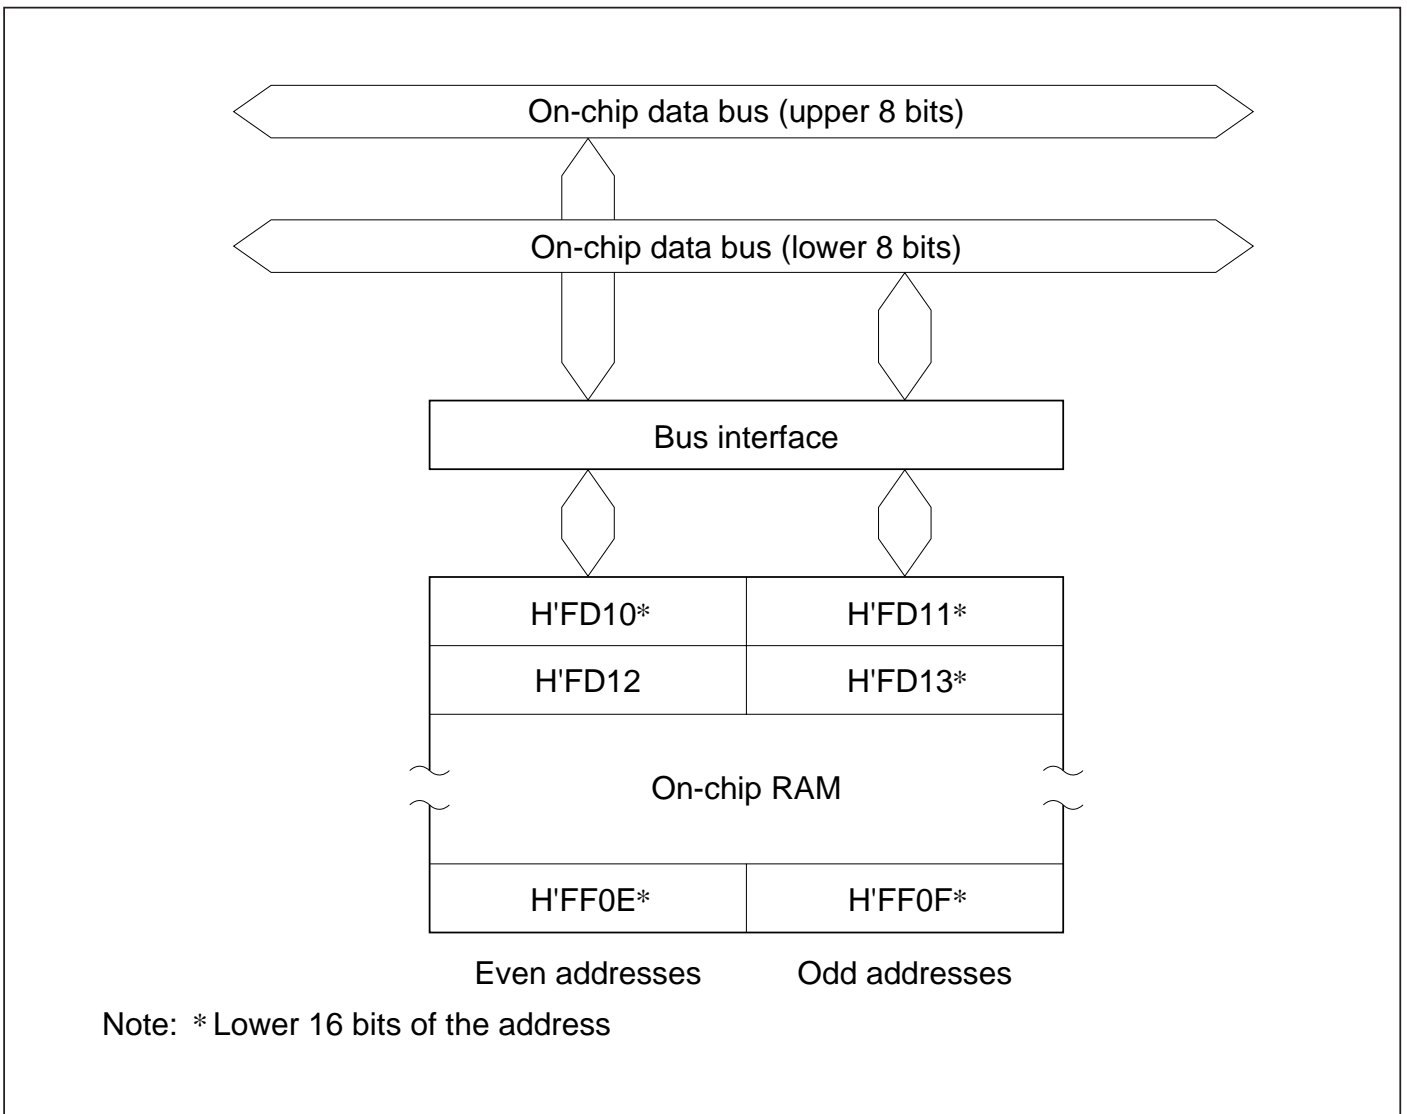 On-chip data bus (upper 8 bits)
On-chip data bus (lower 8 bits)
Bus interface
H'FD10* H'FD11*
H'FD12 H'FD13*
On-chip RAM
H'FF0E* H'FF0F*
Even addresses Odd addresses
Note: * Lower 16 bits of the address